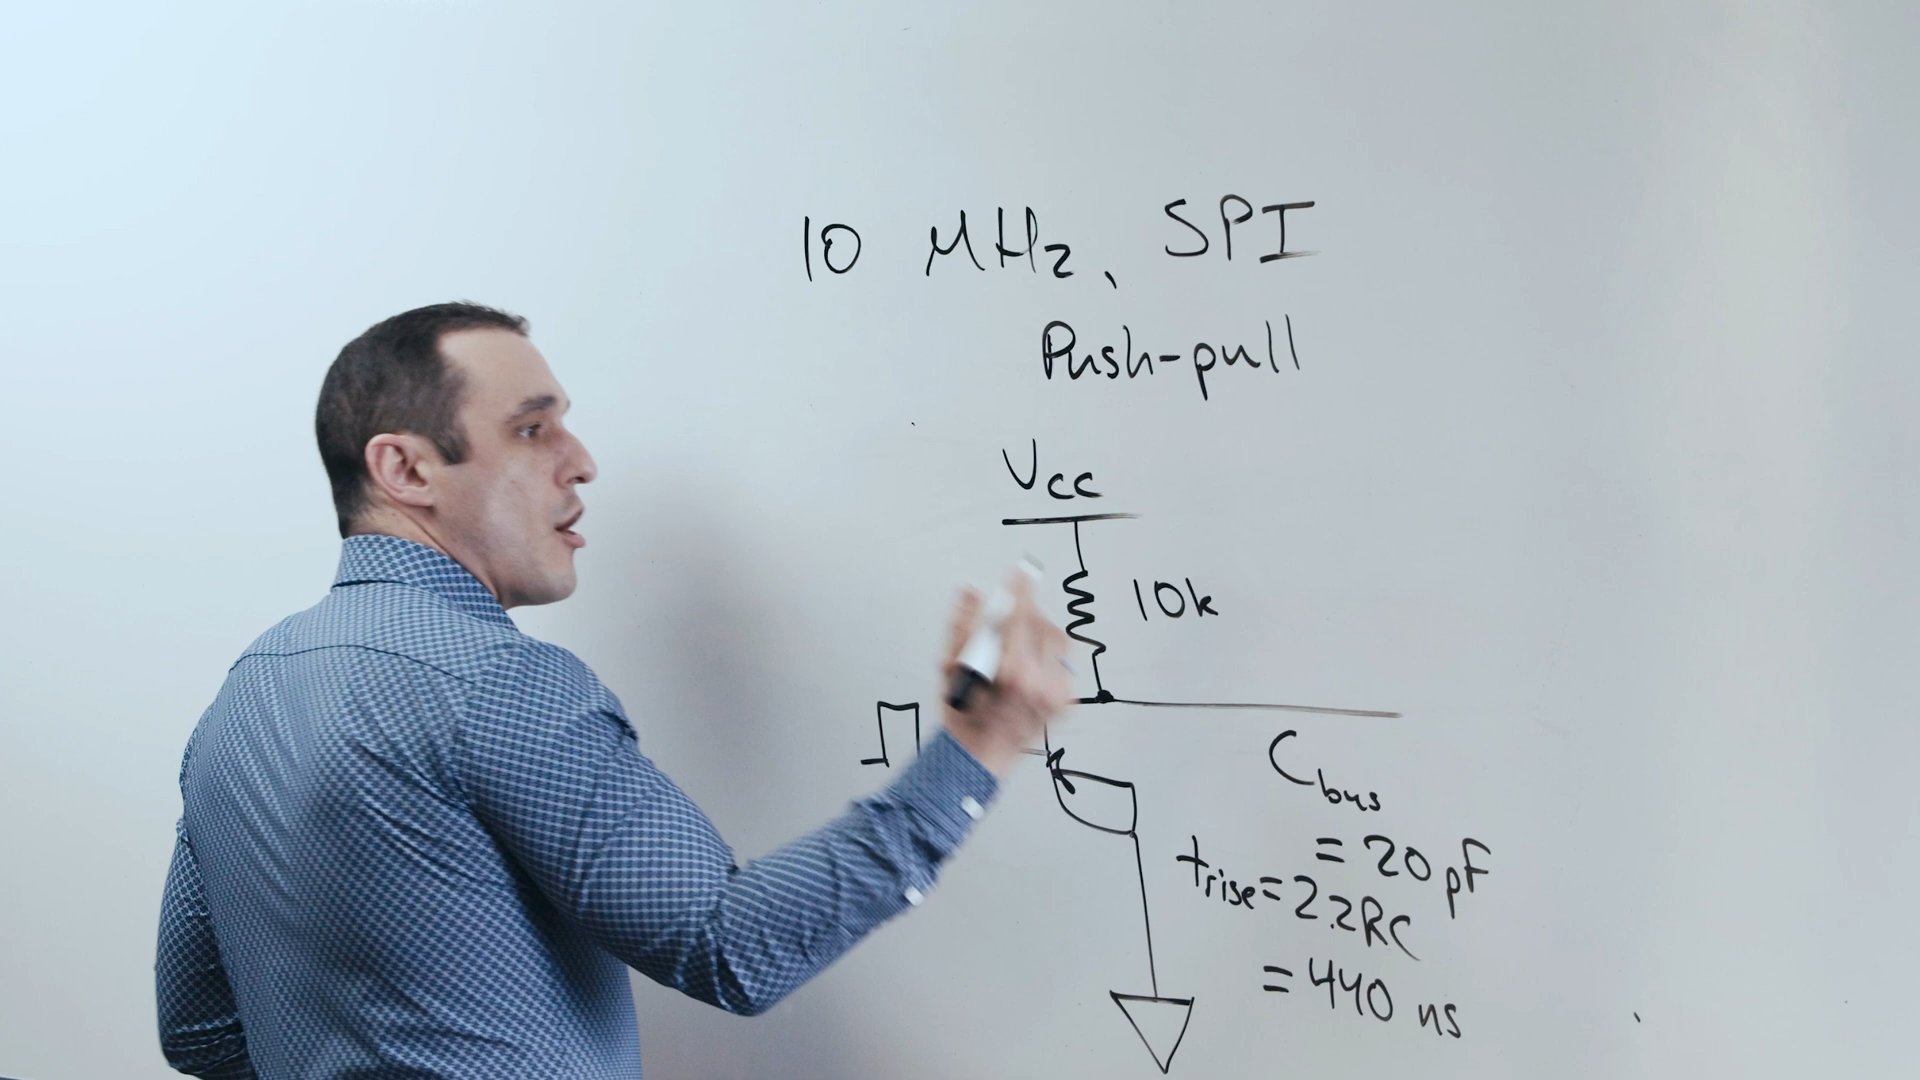 10 MHz, SPI
Push-pull
Vcc
10k
Cbus
= 20 pF
trise = 2.2RC
= 440 ns